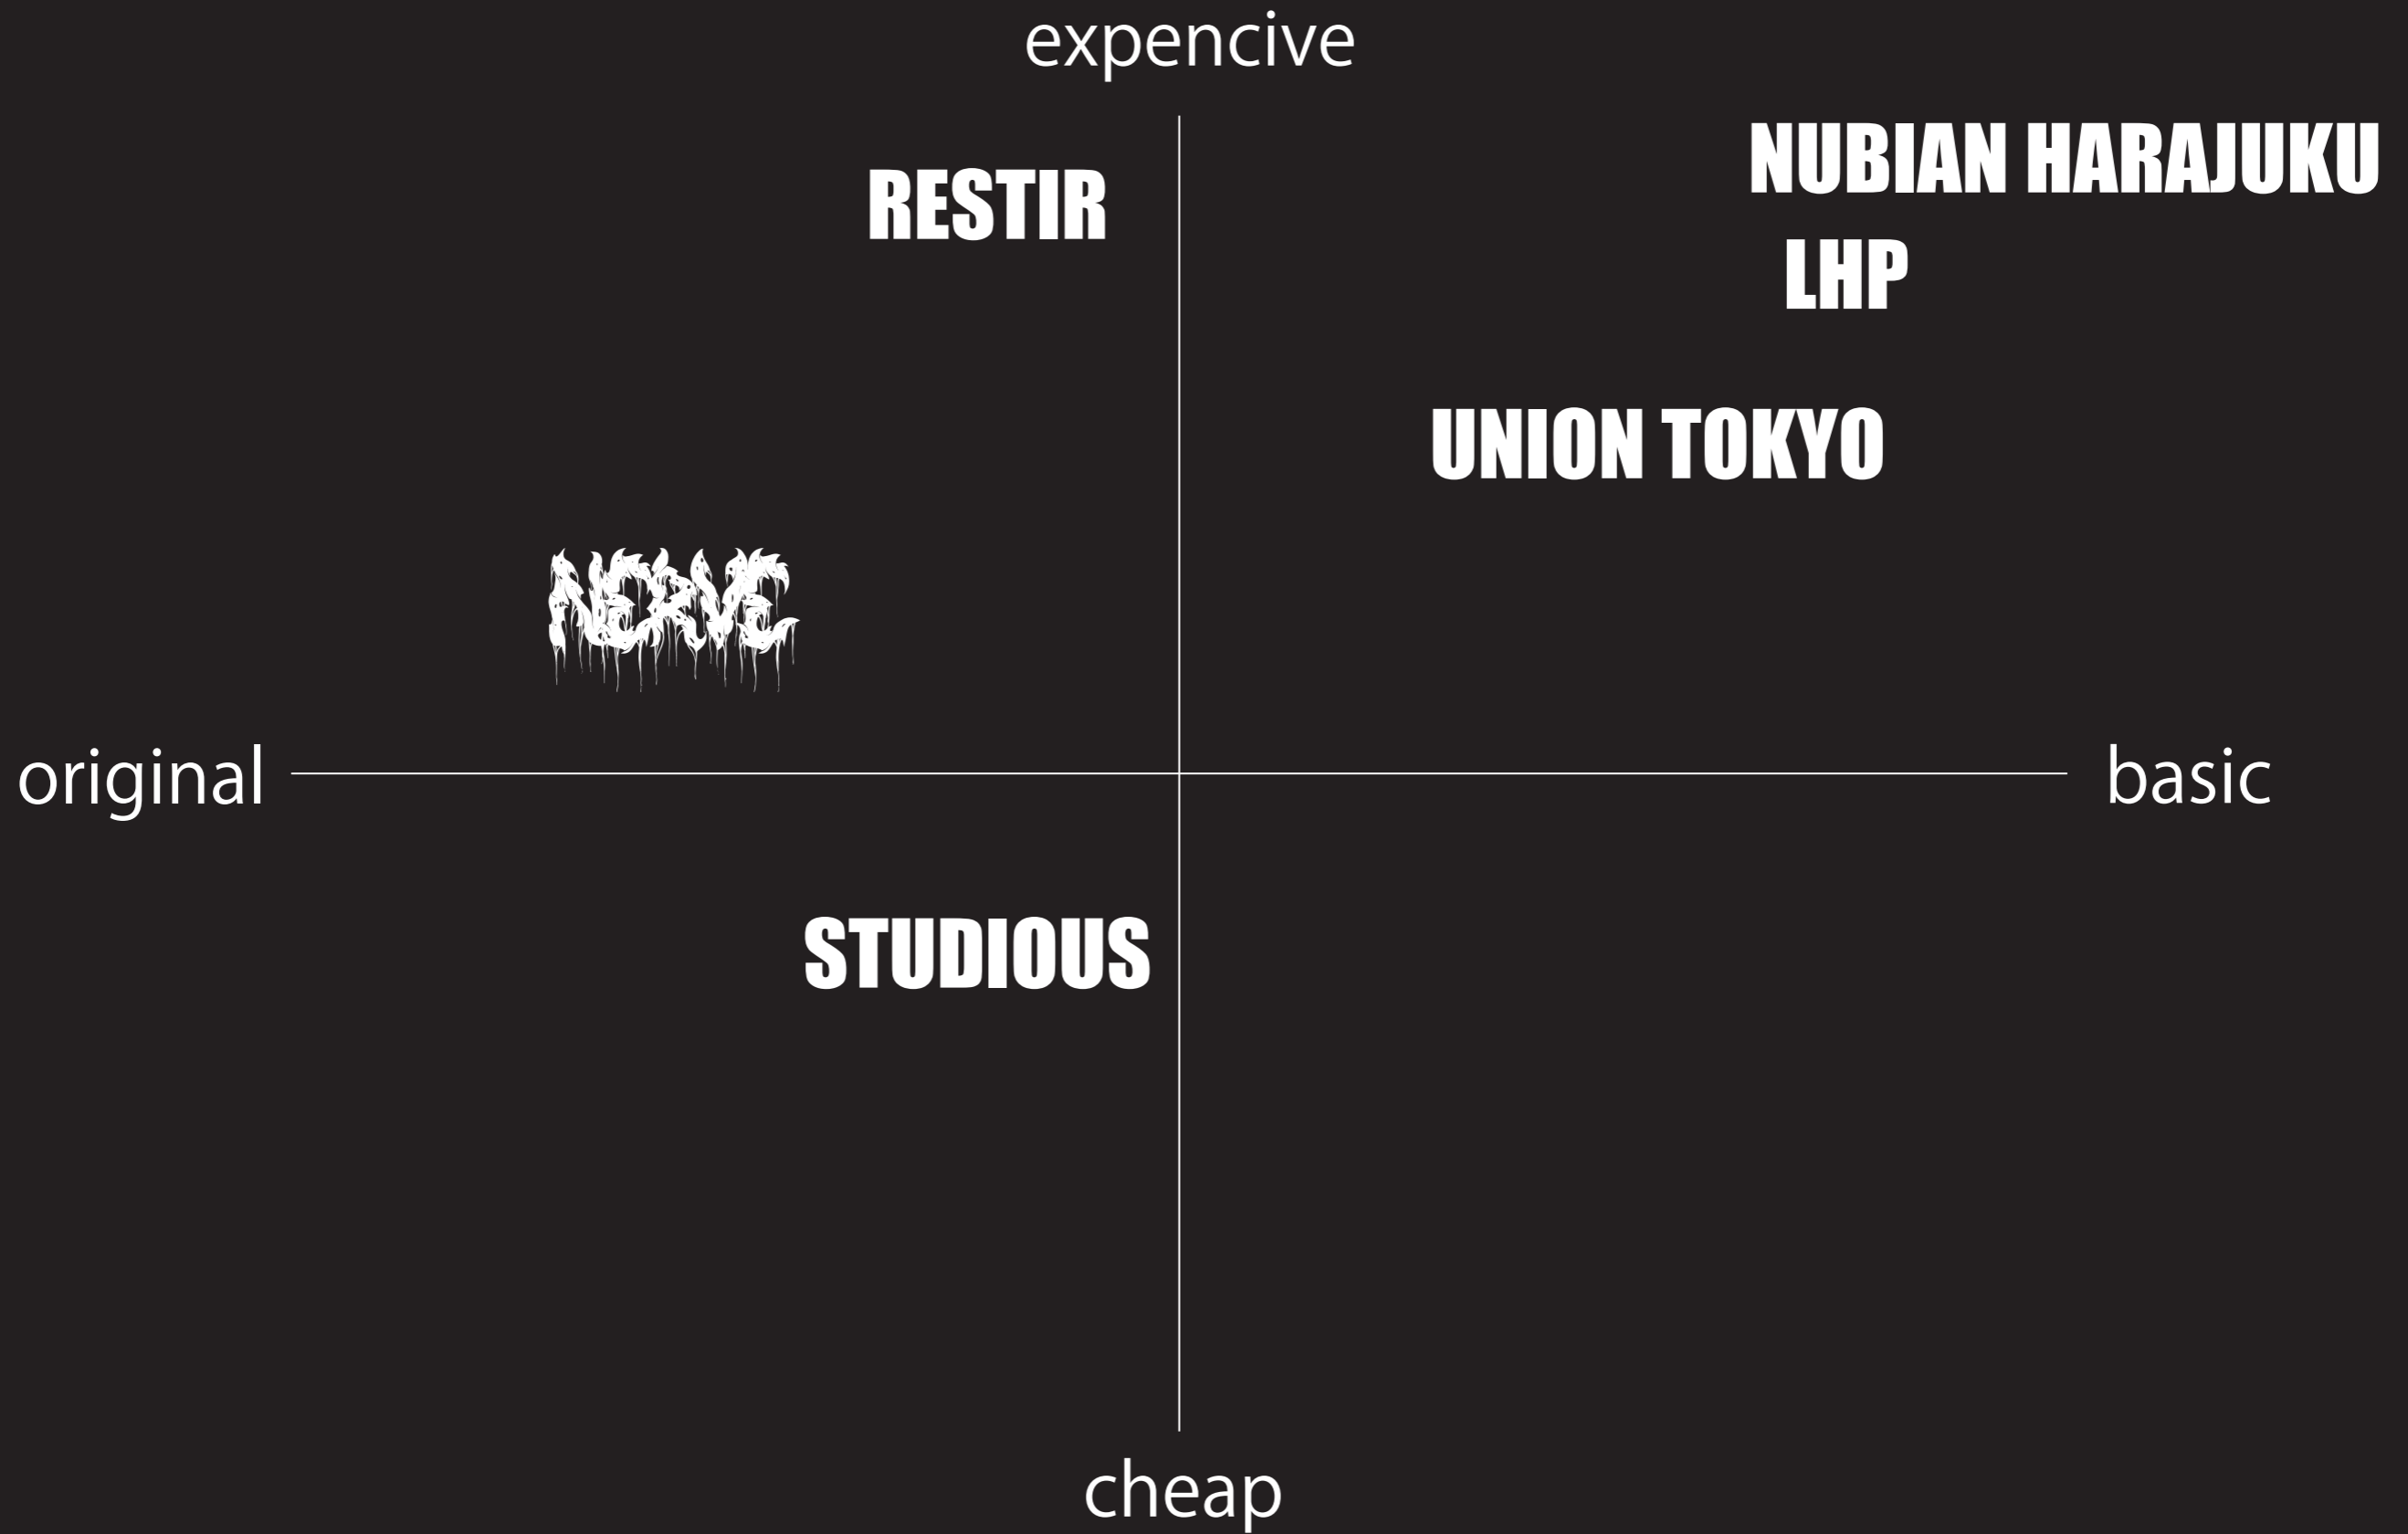 expencive
NUBIAN HARAJUKU
RESTIR
LHP
UNION TOKYO
NERVE
original
basic
STUDIOUS
cheap